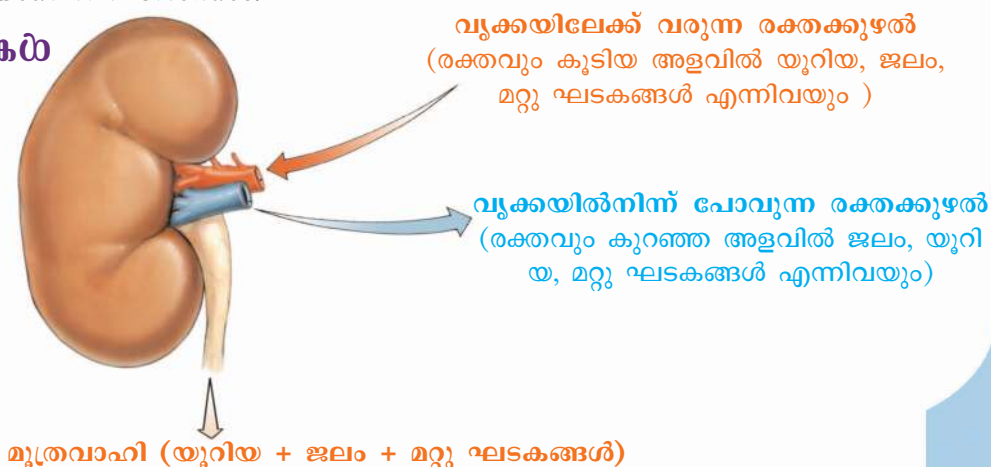 വൃക്കയിലേക്ക് വരുന്ന രക്തക്കുഴൽ
(രക്തവും കൂടിയ അളവിൽ യൂറിയ, ജലം,
മറ്റു ഘടകങ്ങൾ എന്നിവയും )
വൃക്കയിൽനിന്ന് പോവുന്ന രക്തക്കുഴൽ
(രക്തവും കുറഞ്ഞ അളവിൽ ജലം, യൂറി
യ, മറ്റു ഘടകങ്ങൾ എന്നിവയും)
മൂത്രവാഹി (യൂറിയ + ജലം + മറ്റു ഘടകങ്ങൾ)